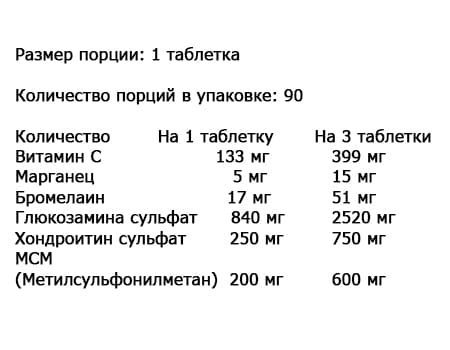 Размер порции: 1 таблетка
Количество порций в упаковке: 90
Количество На 1 таблетку На 3 таблетки
Витамин С 133 мг 399 мг
Марганец 5 мг 15 мг
Бромелаин 17 мг 51 мг
Глюкозамина сульфат 840 мг 2520 мг
Хондроитин сульфат 250 мг 750 мг
МСМ
(Метилсульфонилметан) 200 мг 600 мг